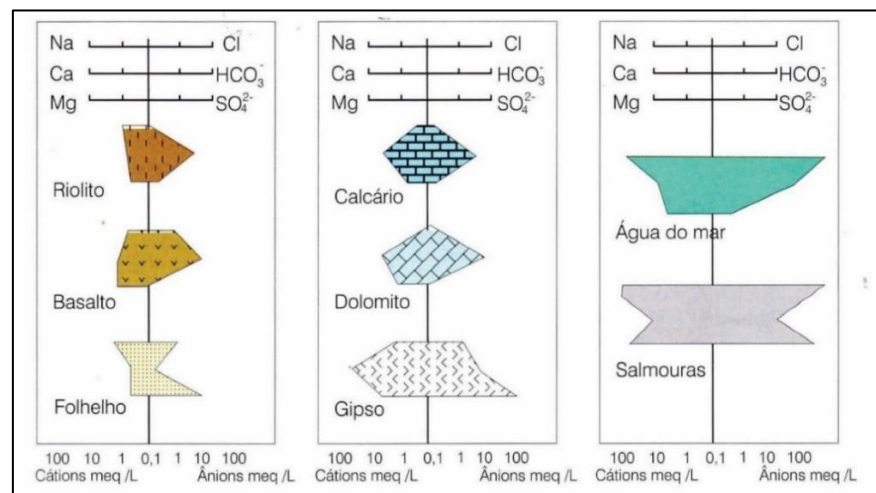 Na Cl
Ca HCO₃⁻
Mg SO₄²⁻
Riolito
Basalto
Folhelho
100 10 1 0,1 1 10 100
Cátions meq /L Ânions meq /L
Na Cl
Ca HCO₃⁻
Mg SO₄²⁻
Calcário
Dolomito
Gipso
100 10 1 0,1 1 10 100
Cátions meq /L Ânions meq /L
Na Cl
Ca HCO₃⁻
Mg SO₄²⁻
Água do mar
Salmouras
100 10 1 0,1 1 10 100
Cátions meq /L Ânions meq /L